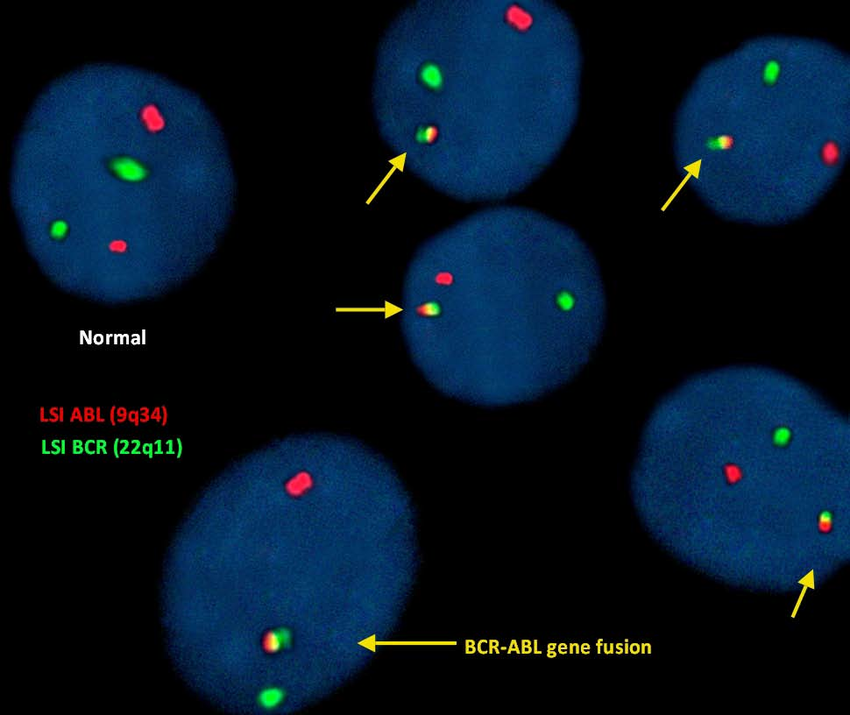 Normal
LSI ABL (9q34)
LSI BCR (22q11)
BCR-ABL gene fusion